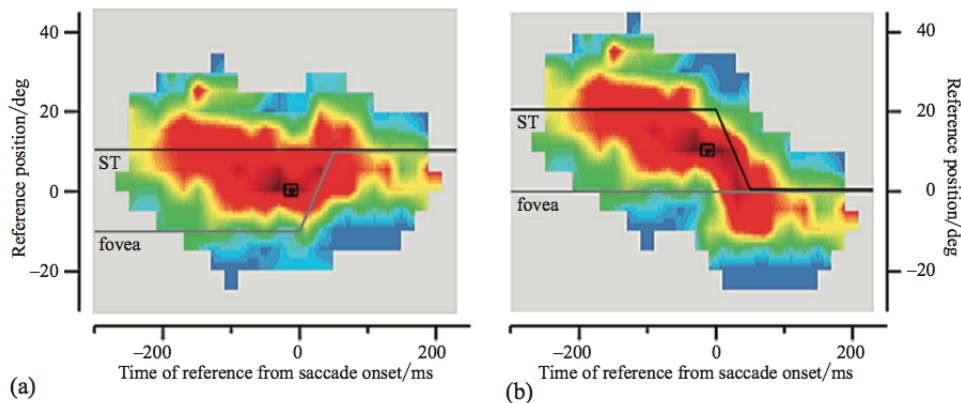 40
20
0
−20
Reference position/deg
ST
fovea
−200
0
200
Time of reference from saccade onset/ms
(a)
ST
fovea
40
20
0
−20
Reference position/deg
−200
0
200
Time of reference from saccade onset/ms
(b)